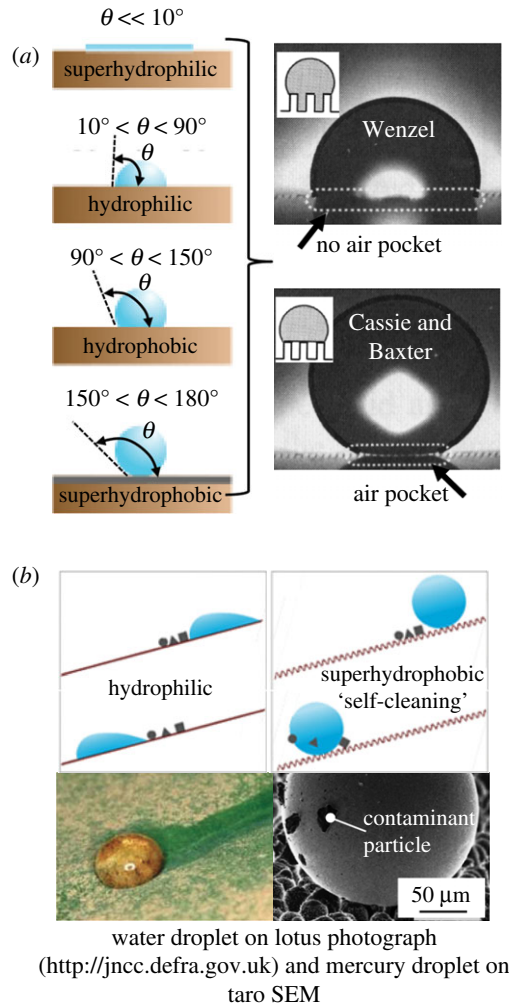 (a)
θ << 10°
superhydrophilic
10° < θ < 90°
θ
hydrophilic
90° < θ < 150°
θ
hydrophobic
150° < θ < 180°
θ
superhydrophobic
Wenzel
no air pocket
Cassie and
Baxter
air pocket
(b)
hydrophilic
superhydrophobic
‘self-cleaning’
contaminant
particle
50 µm
water droplet on lotus photograph
(http://jncc.defra.gov.uk) and mercury droplet on
taro SEM